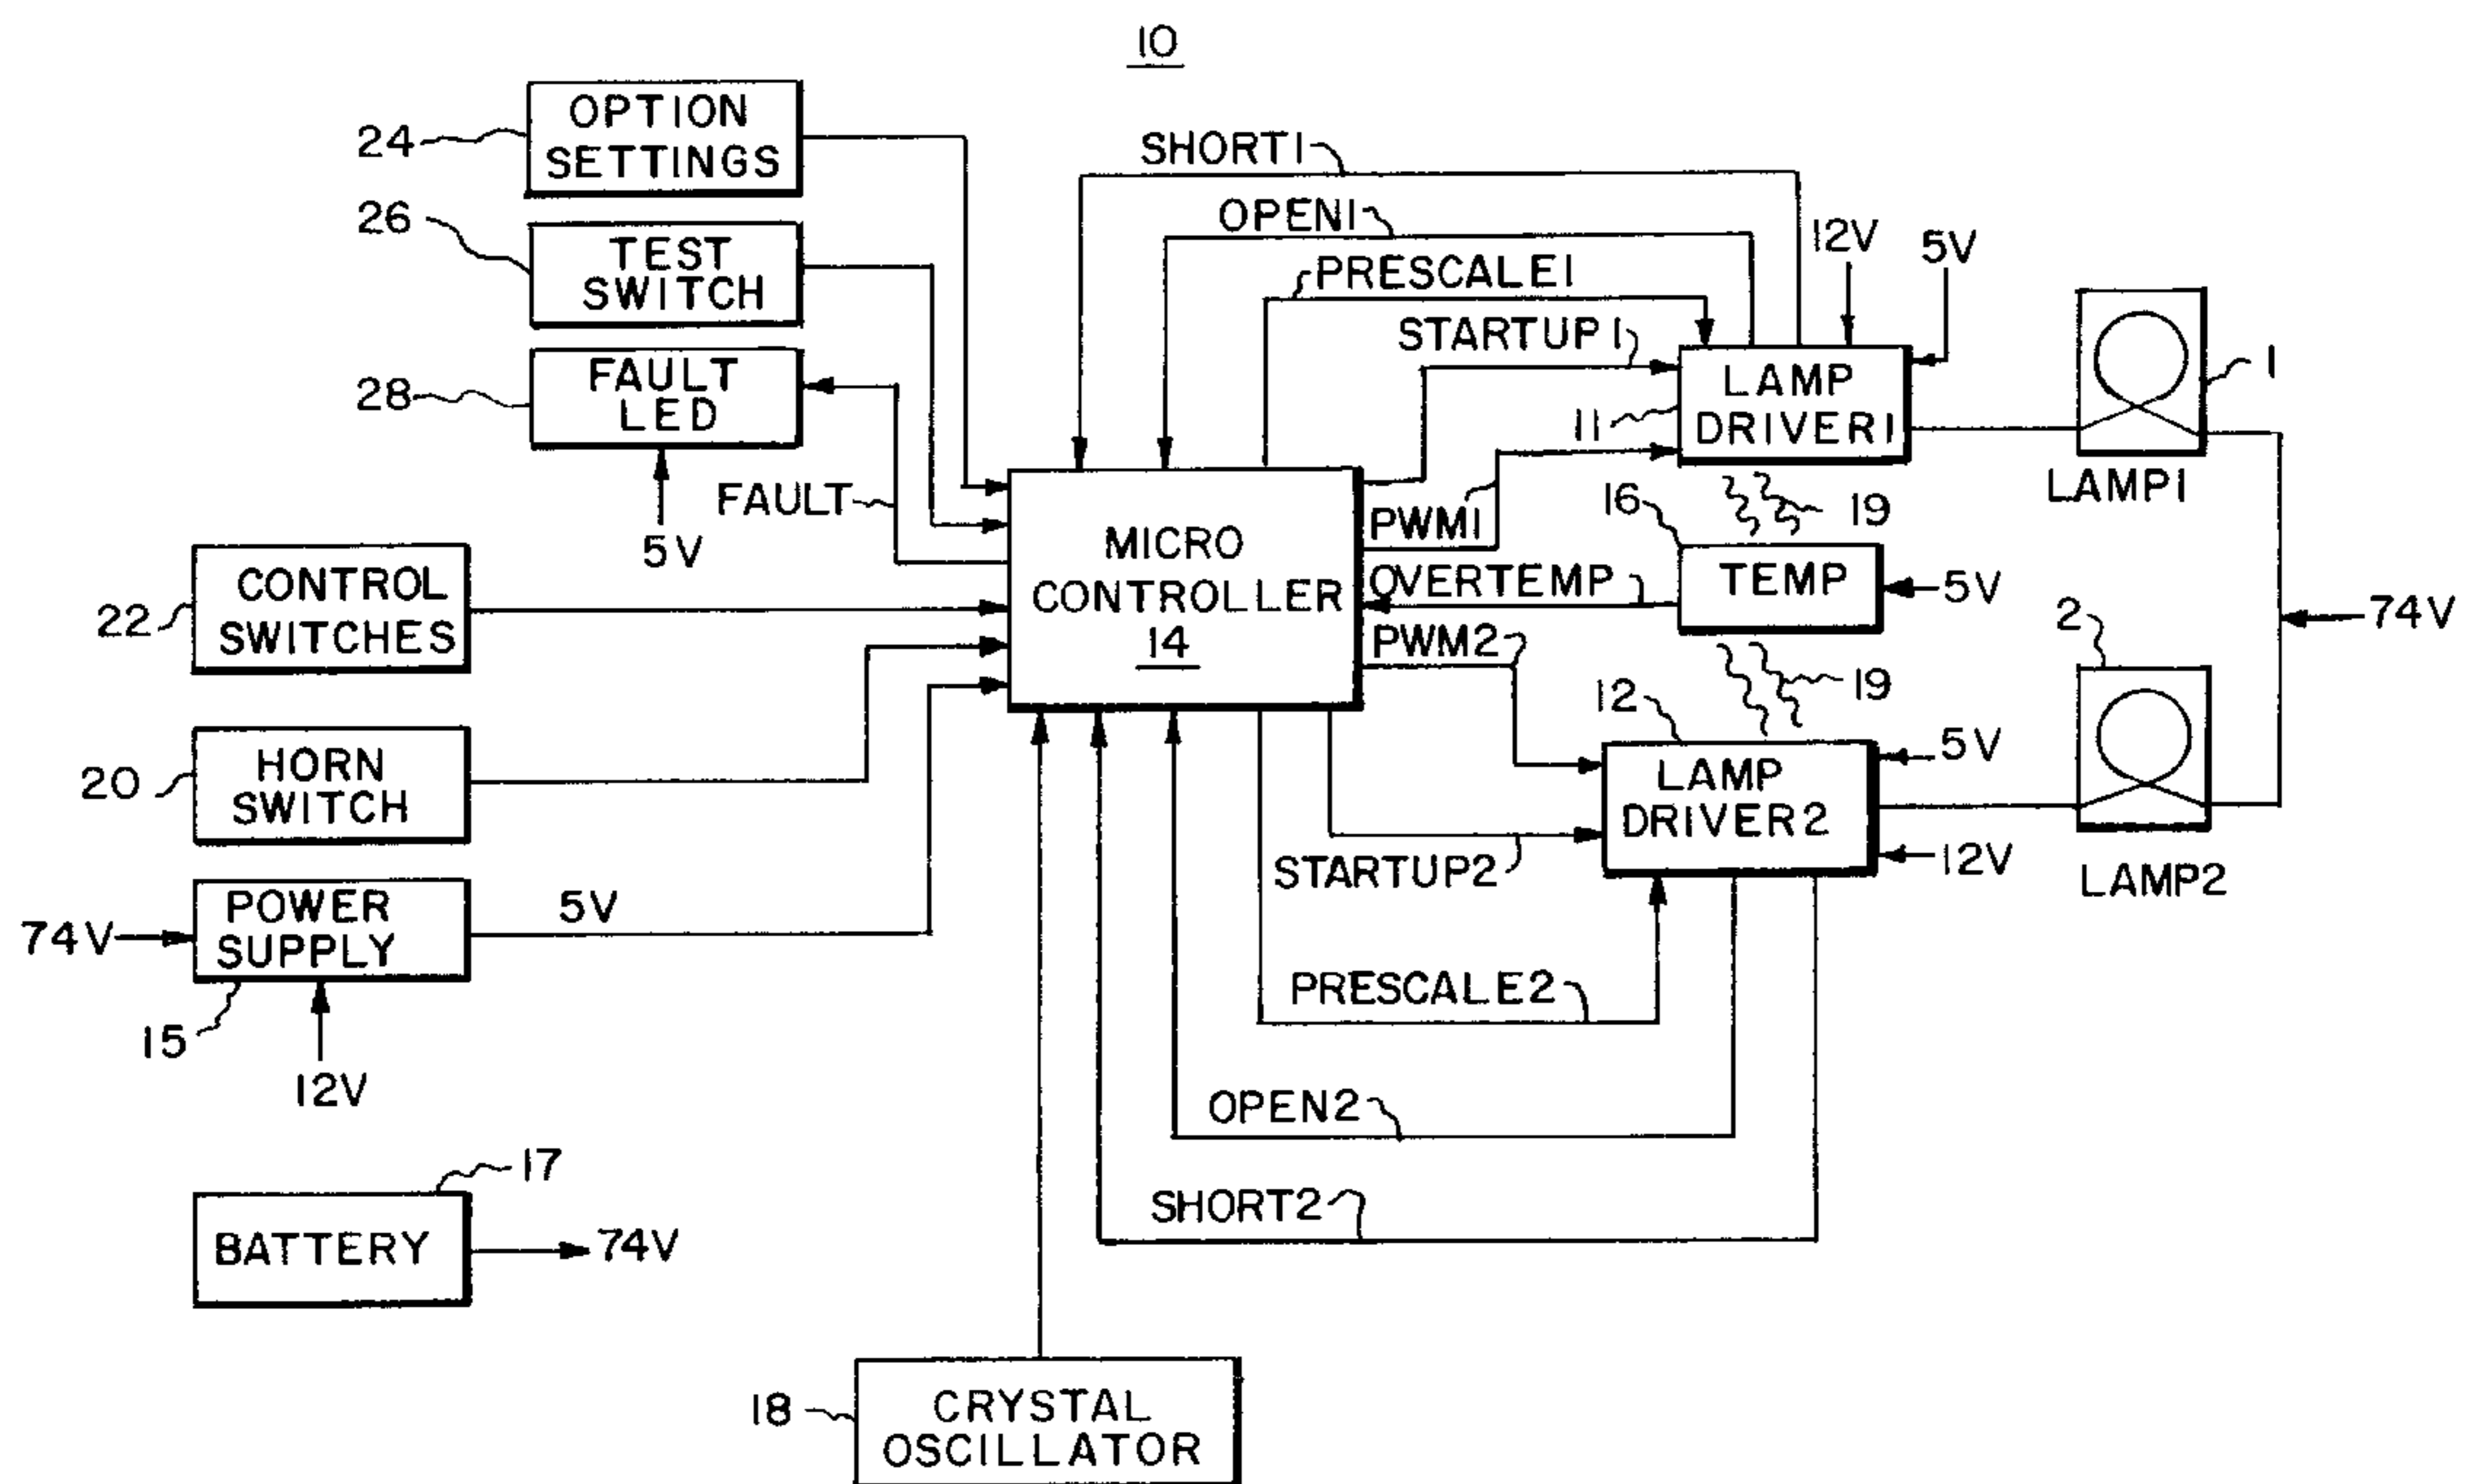 10
OPTION
SETTINGS
24
SHORT1
26
OPEN1
12V
5V
TEST
SWITCH
PRESCALE1
STARTUP1
FAULT
LED
28
LAMP
DRIVER1
11
1
LAMP1
FAULT
5V
PWM1
16
19
MICRO
CONTROLLER
14
OVERTEMP
TEMP
5V
CONTROL
SWITCHES
22
PWM2
2
74V
12
19
HORN
SWITCH
20
LAMP
DRIVER2
5V
12V
STARTUP2
LAMP2
POWER
SUPPLY
5V
74V
15
12V
PRESCALE2
OPEN2
17
SHORT2
BATTERY
74V
18
CRYSTAL
OSCILLATOR